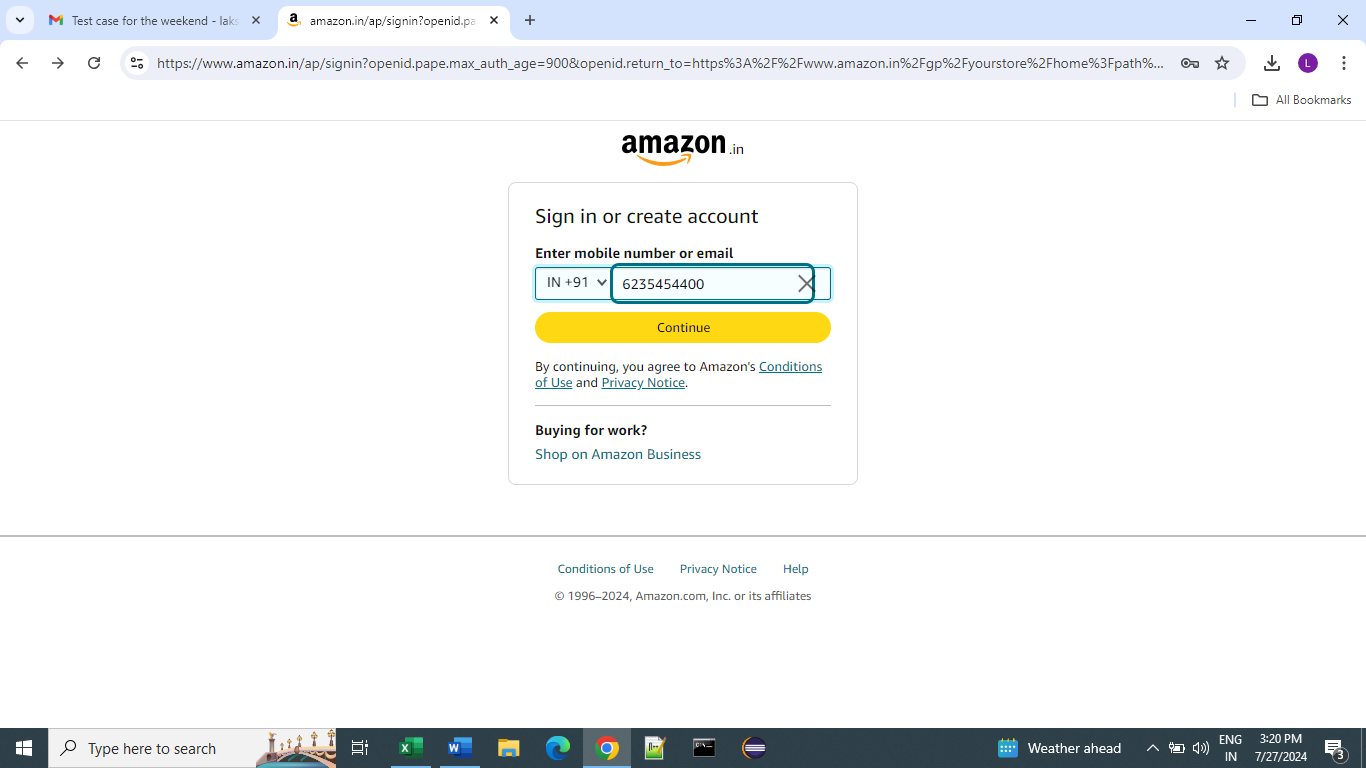 Test case for the weekend - laks
amazon.in/ap/signin?openid.pa
https://www.amazon.in/ap/signin?openid.pape.max_auth_age=900&openid.return_to=https%3A%2F%2Fwww.amazon.in%2Fgp%2Fyourstore%2Fhome%3Fpath%...
L
All Bookmarks
amazon.in
Sign in or create account
Enter mobile number or email
IN +91 6235454400
Continue
By continuing, you agree to Amazon's Conditions
of Use and Privacy Notice.
Buying for work?
Shop on Amazon Business
Conditions of Use Privacy Notice Help
© 1996–2024, Amazon.com, Inc. or its affiliates
Type here to search
Weather ahead
ENG
IN
3:20 PM
7/27/2024
3